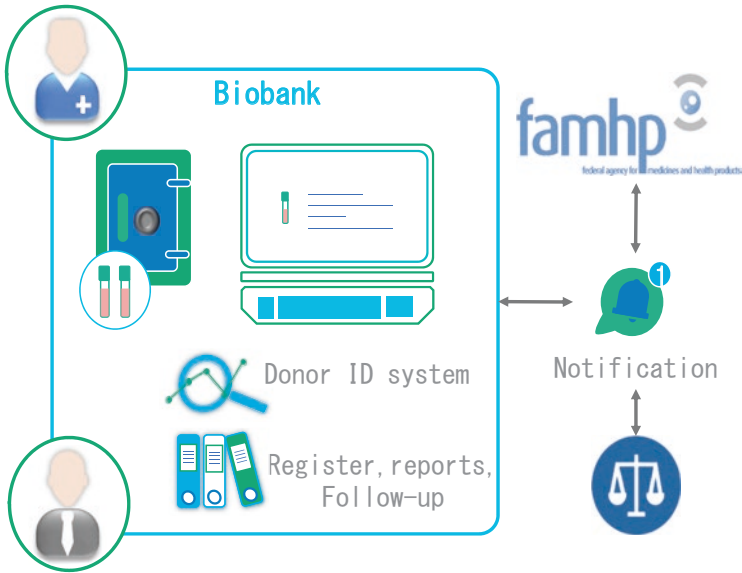 Biobank
famhp
federal agency for medicines and health products
1
Donor ID system
Notification
Register, reports,
Follow-up